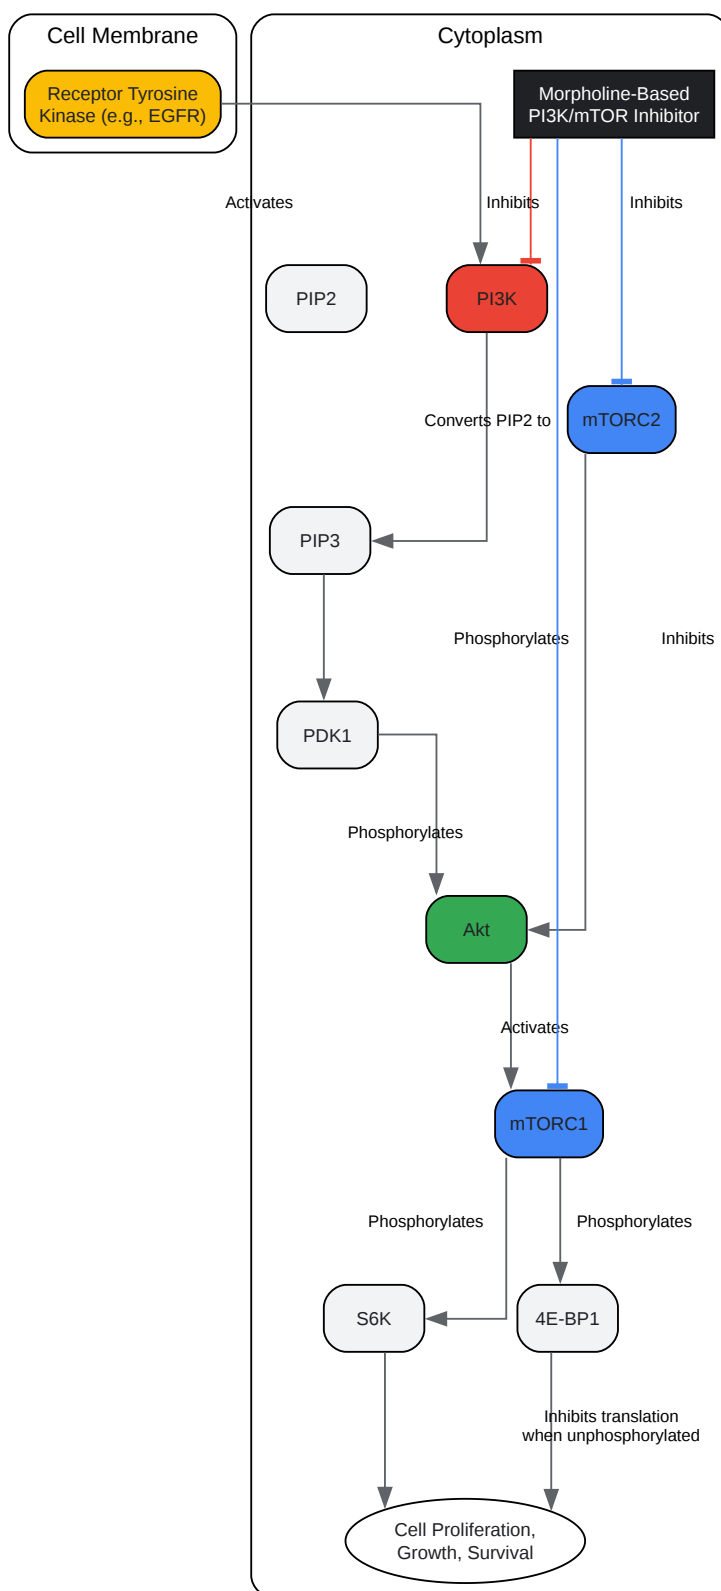 Cell Membrane
Cytoplasm
Receptor Tyrosine
Kinase (e.g., EGFR)
Morpholine-Based
PI3K/mTOR Inhibitor
Activates
Inhibits
Inhibits
PIP2
PI3K
Converts PIP2 to
mTORC2
PIP3
Phosphorylates
Inhibits
PDK1
Phosphorylates
Akt
Activates
mTORC1
Phosphorylates
Phosphorylates
S6K
4E-BP1
Inhibits translation
when unphosphorylated
Cell Proliferation,
Growth, Survival